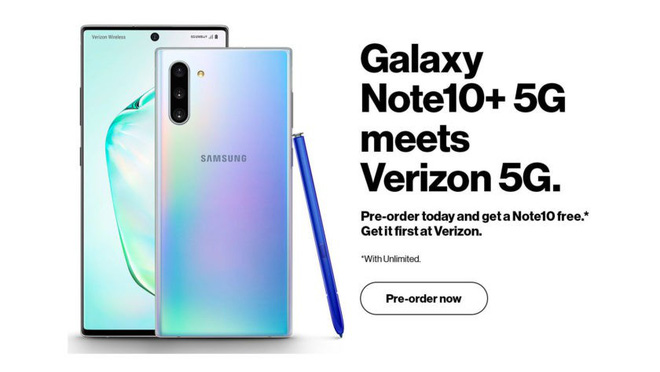 Verizon Wireless
SAMSUNG
Galaxy
Note10+ 5G
meets
Verizon 5G.
Pre-order today and get a Note10 free.*
Get it first at Verizon.
*With Unlimited.
Pre-order now